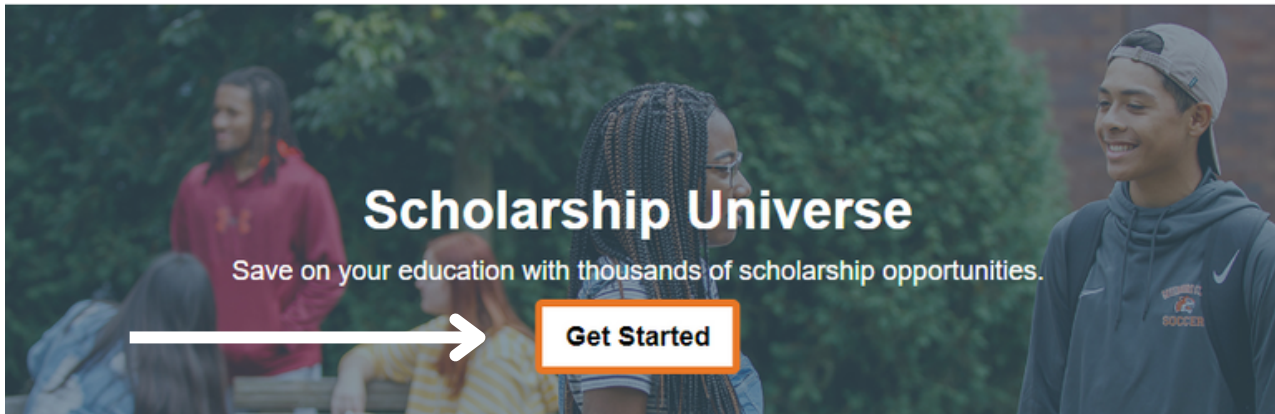 Scholarship Universe
Save on your education with thousands of scholarship opportunities.
Get Started
SOCCER